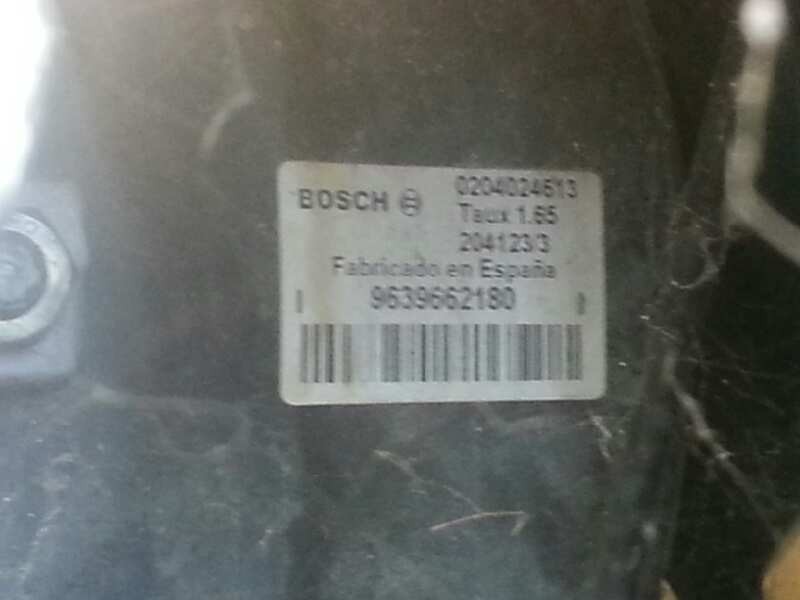 BOSCH 0204024613
Taux 1.65
204123/3
Fabricado en España
9639662180